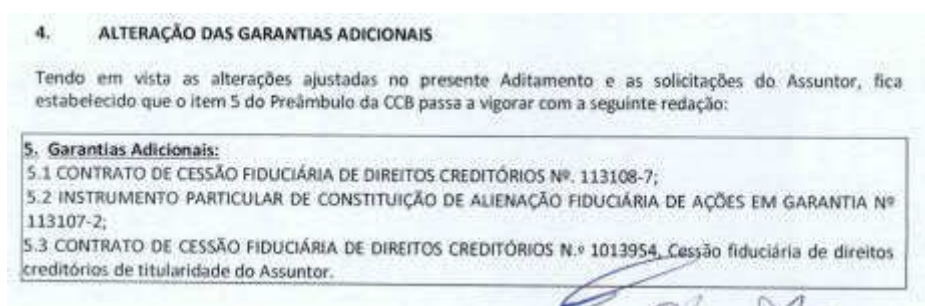 4. ALTERAÇÃO DAS GARANTIAS ADICIONAIS
Tendo em vista as alterações ajustadas no presente Aditamento e as solicitações do Assuntor, fica
estabelecido que o item 5 do Preâmbulo da CCB passa a vigorar com a seguinte redação:
5. Garantias Adicionais:
5.1 CONTRATO DE CESSÃO FIDUCIÁRIA DE DIREITOS CREDITÓRIOS Nº. 113108-7;
5.2 INSTRUMENTO PARTICULAR DE CONSTITUIÇÃO DE ALIENAÇÃO FIDUCIÁRIA DE AÇÕES EM GARANTIA Nº
113107-2;
5.3 CONTRATO DE CESSÃO FIDUCIÁRIA DE DIREITOS CREDITÓRIOS N.º 1013954, Cessão fiduciária de direitos
creditórios de titularidade do Assuntor.